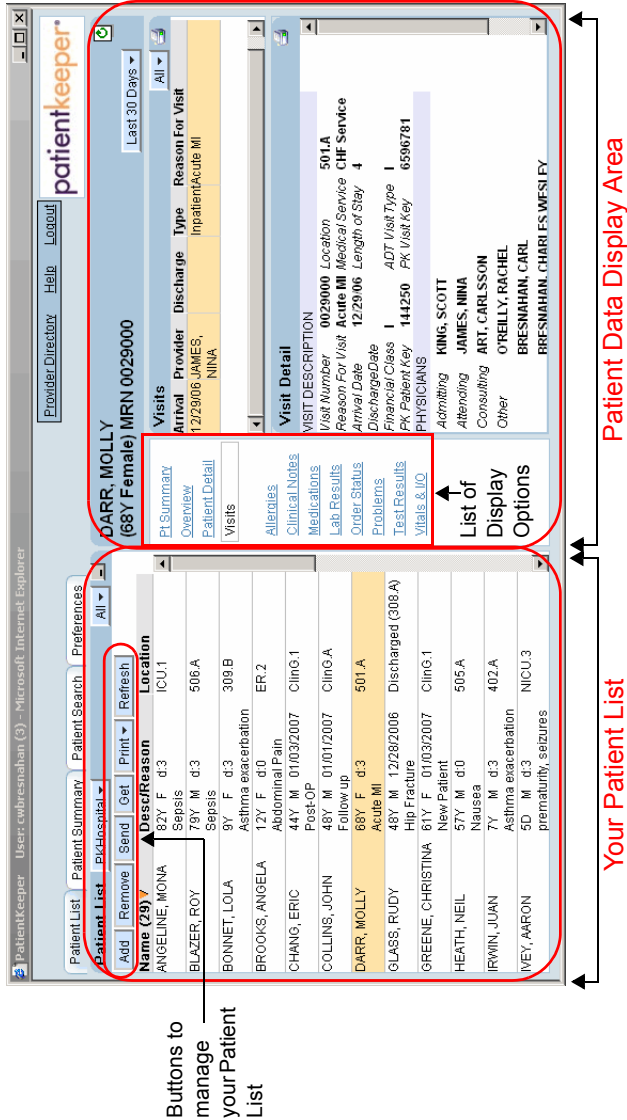 PatientKeeper User: cwbresnahan (3) - Microsoft Internet Explorer
Patient List Patient Summary Patient Search Preferences
Provider Directory Help Logout
patientkeeper
Patient List PKHospital All
Add Remove Send Get Print Refresh
Name (29) Desc/Reason Location
ANGELINE, MONA 82Y F d:3 ICU.1
Sepsis
BLAZER, ROY 79Y M d:3 506.A
Sepsis
BONNET, LOLA 9Y F d:3 309.B
Asthma exacerbation
BROOKS, ANGELA 12Y F d:0 ER.2
Abdominal Pain
CHANG, ERIC 44Y M 01/03/2007 ClinG.1
Post-OP
COLLINS, JOHN 48Y M 01/01/2007 ClinG.A
Follow up
DARR, MOLLY 68Y F d:3 501.A
Acute MI
GLASS, RUDY 48Y M 12/28/2006 Discharged (308.A)
Hip Fracture
GREENE, CHRISTINA 61Y F 01/03/2007 ClinG.1
New Patient
HEATH, NEIL 57Y M d:0 505.A
Nausea
IRWIN, JUAN 7Y M d:3 402.A
Asthma exacerbation
IVEY, AARON 5D M d:3 NICU.3
prematurity, seizures
DARR, MOLLY
(68Y Female) MRN 0029000
Last 30 Days
Pt Summary
Overview
Patient Detail
Visits
Allergies
Clinical Notes
Medications
Lab Results
Order Status
Problems
Test Results
Vitals & I/O
List of
Display
Options
Visits All
Arrival Provider Discharge Type Reason For Visit
12/29/06 JAMES, NINA Inpatient Acute MI
Visit Detail
VISIT DESCRIPTION
Visit Number 0029000 Location 501.A
Reason For Visit Acute MI Medical Service CHF Service
Arrival Date 12/29/06 Length of Stay 4
DischargeDate
Financial Class I ADT Visit Type I
PK Patient Key 144250 PK Visit Key 6596781
PHYSICIANS
Admitting KING, SCOTT
Attending JAMES, NINA
Consulting ART, CARLSSON
Other O'REILLY, RACHEL
BRESNAHAN, CARL
BRESNAHAN, CHARLES WESLEY
Buttons to
manage
your Patient
List
Your Patient List
Patient Data Display Area